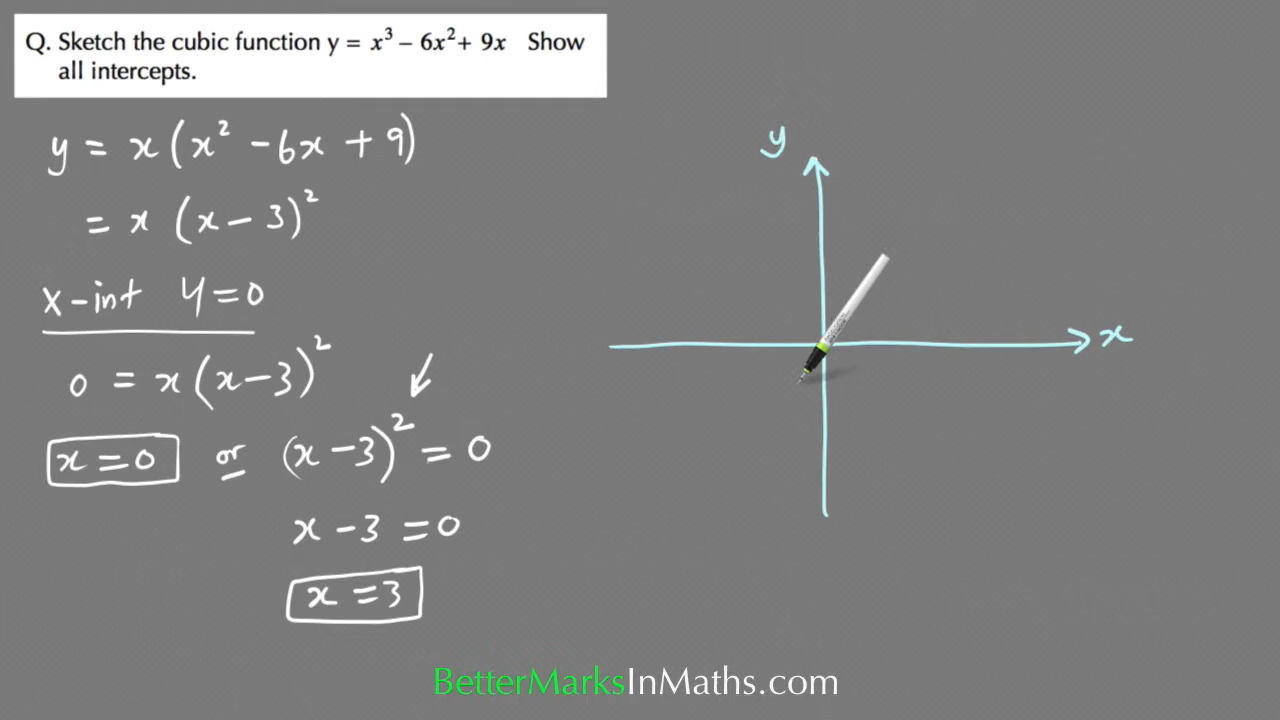 Q. Sketch the cubic function y = x³ – 6x² + 9x   Show
all intercepts.
y = x(x² - 6x + 9)
= x (x - 3)²
x-int   y=0
0 = x(x-3)²
x = 0   or   (x - 3)² = 0
x - 3 = 0
x = 3
y
x
BetterMarksInMaths.com